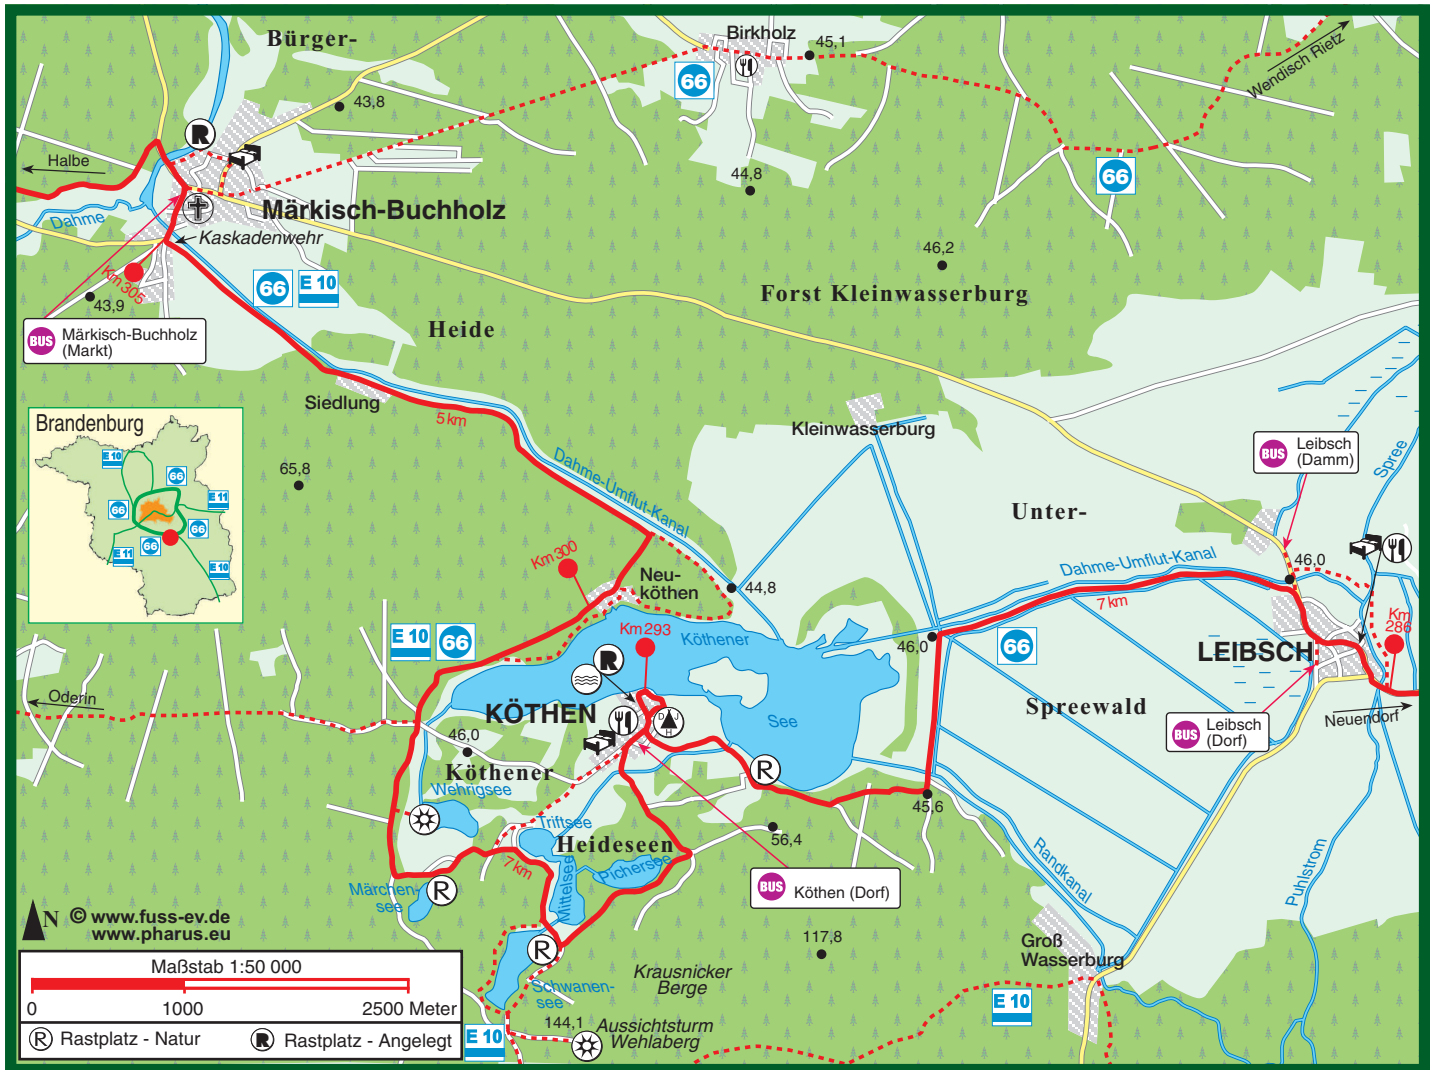 Bürger-
Birkholz
45,1
Wendisch Rietz
66
43,8
R
Halbe
44,8
66
Dahme
Märkisch-Buchholz
Kaskadenwehr
46,2
Km 305
43,9
66
E 10
Forst Kleinwasserburg
BUS
Märkisch-Buchholz
(Markt)
Heide
Siedlung
5 km
Kleinwasserburg
Brandenburg
E 10
66
66
E 11
66
66
E 11
E 10
65,8
Dahme-Umflut-Kanal
BUS
Leibsch
(Damm)
Spree
Unter-
Km 300
Neu-
köthen
44,8
Dahme-Umflut-Kanal
46,0
7 km
Km
286
E 10
66
Km 293
Köthener
46,0
66
LEIBSCH
R
Oderin
KÖTHEN
D J H
See
Spreewald
Neuendorf
BUS
Leibsch
(Dorf)
46,0
Köthener
Wehrigsee
R
45,6
Triftsee
Heideseen
56,4
7 km
Mittelsee
Pichersee
Randkanal
Puhlstrom
Märchen-
see
R
BUS
Köthen (Dorf)
N
© www.fuss-ev.de
www.pharus.eu
R
117,8
Groß
Wasserburg
Krausnicker
Berge
Schwanen-
see
E 10
Maßstab 1:50 000
0
1000
2500 Meter
R
Rastplatz - Natur
R
Rastplatz - Angelegt
E 10
144,1
Aussichtsturm
Wehlaberg